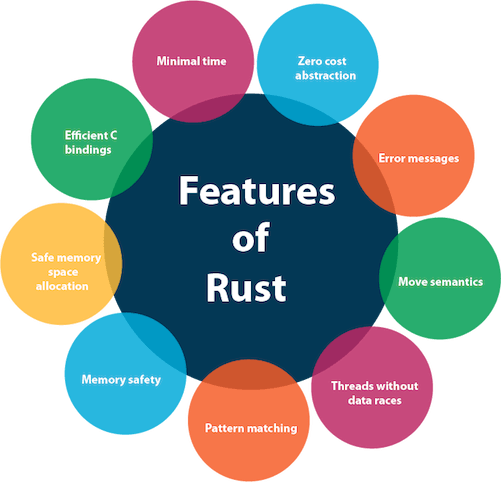 Features
of
Rust
Minimal time
Zero cost
abstraction
Error messages
Move semantics
Threads without
data races
Pattern matching
Memory safety
Safe memory
space
allocation
Efficient C
bindings